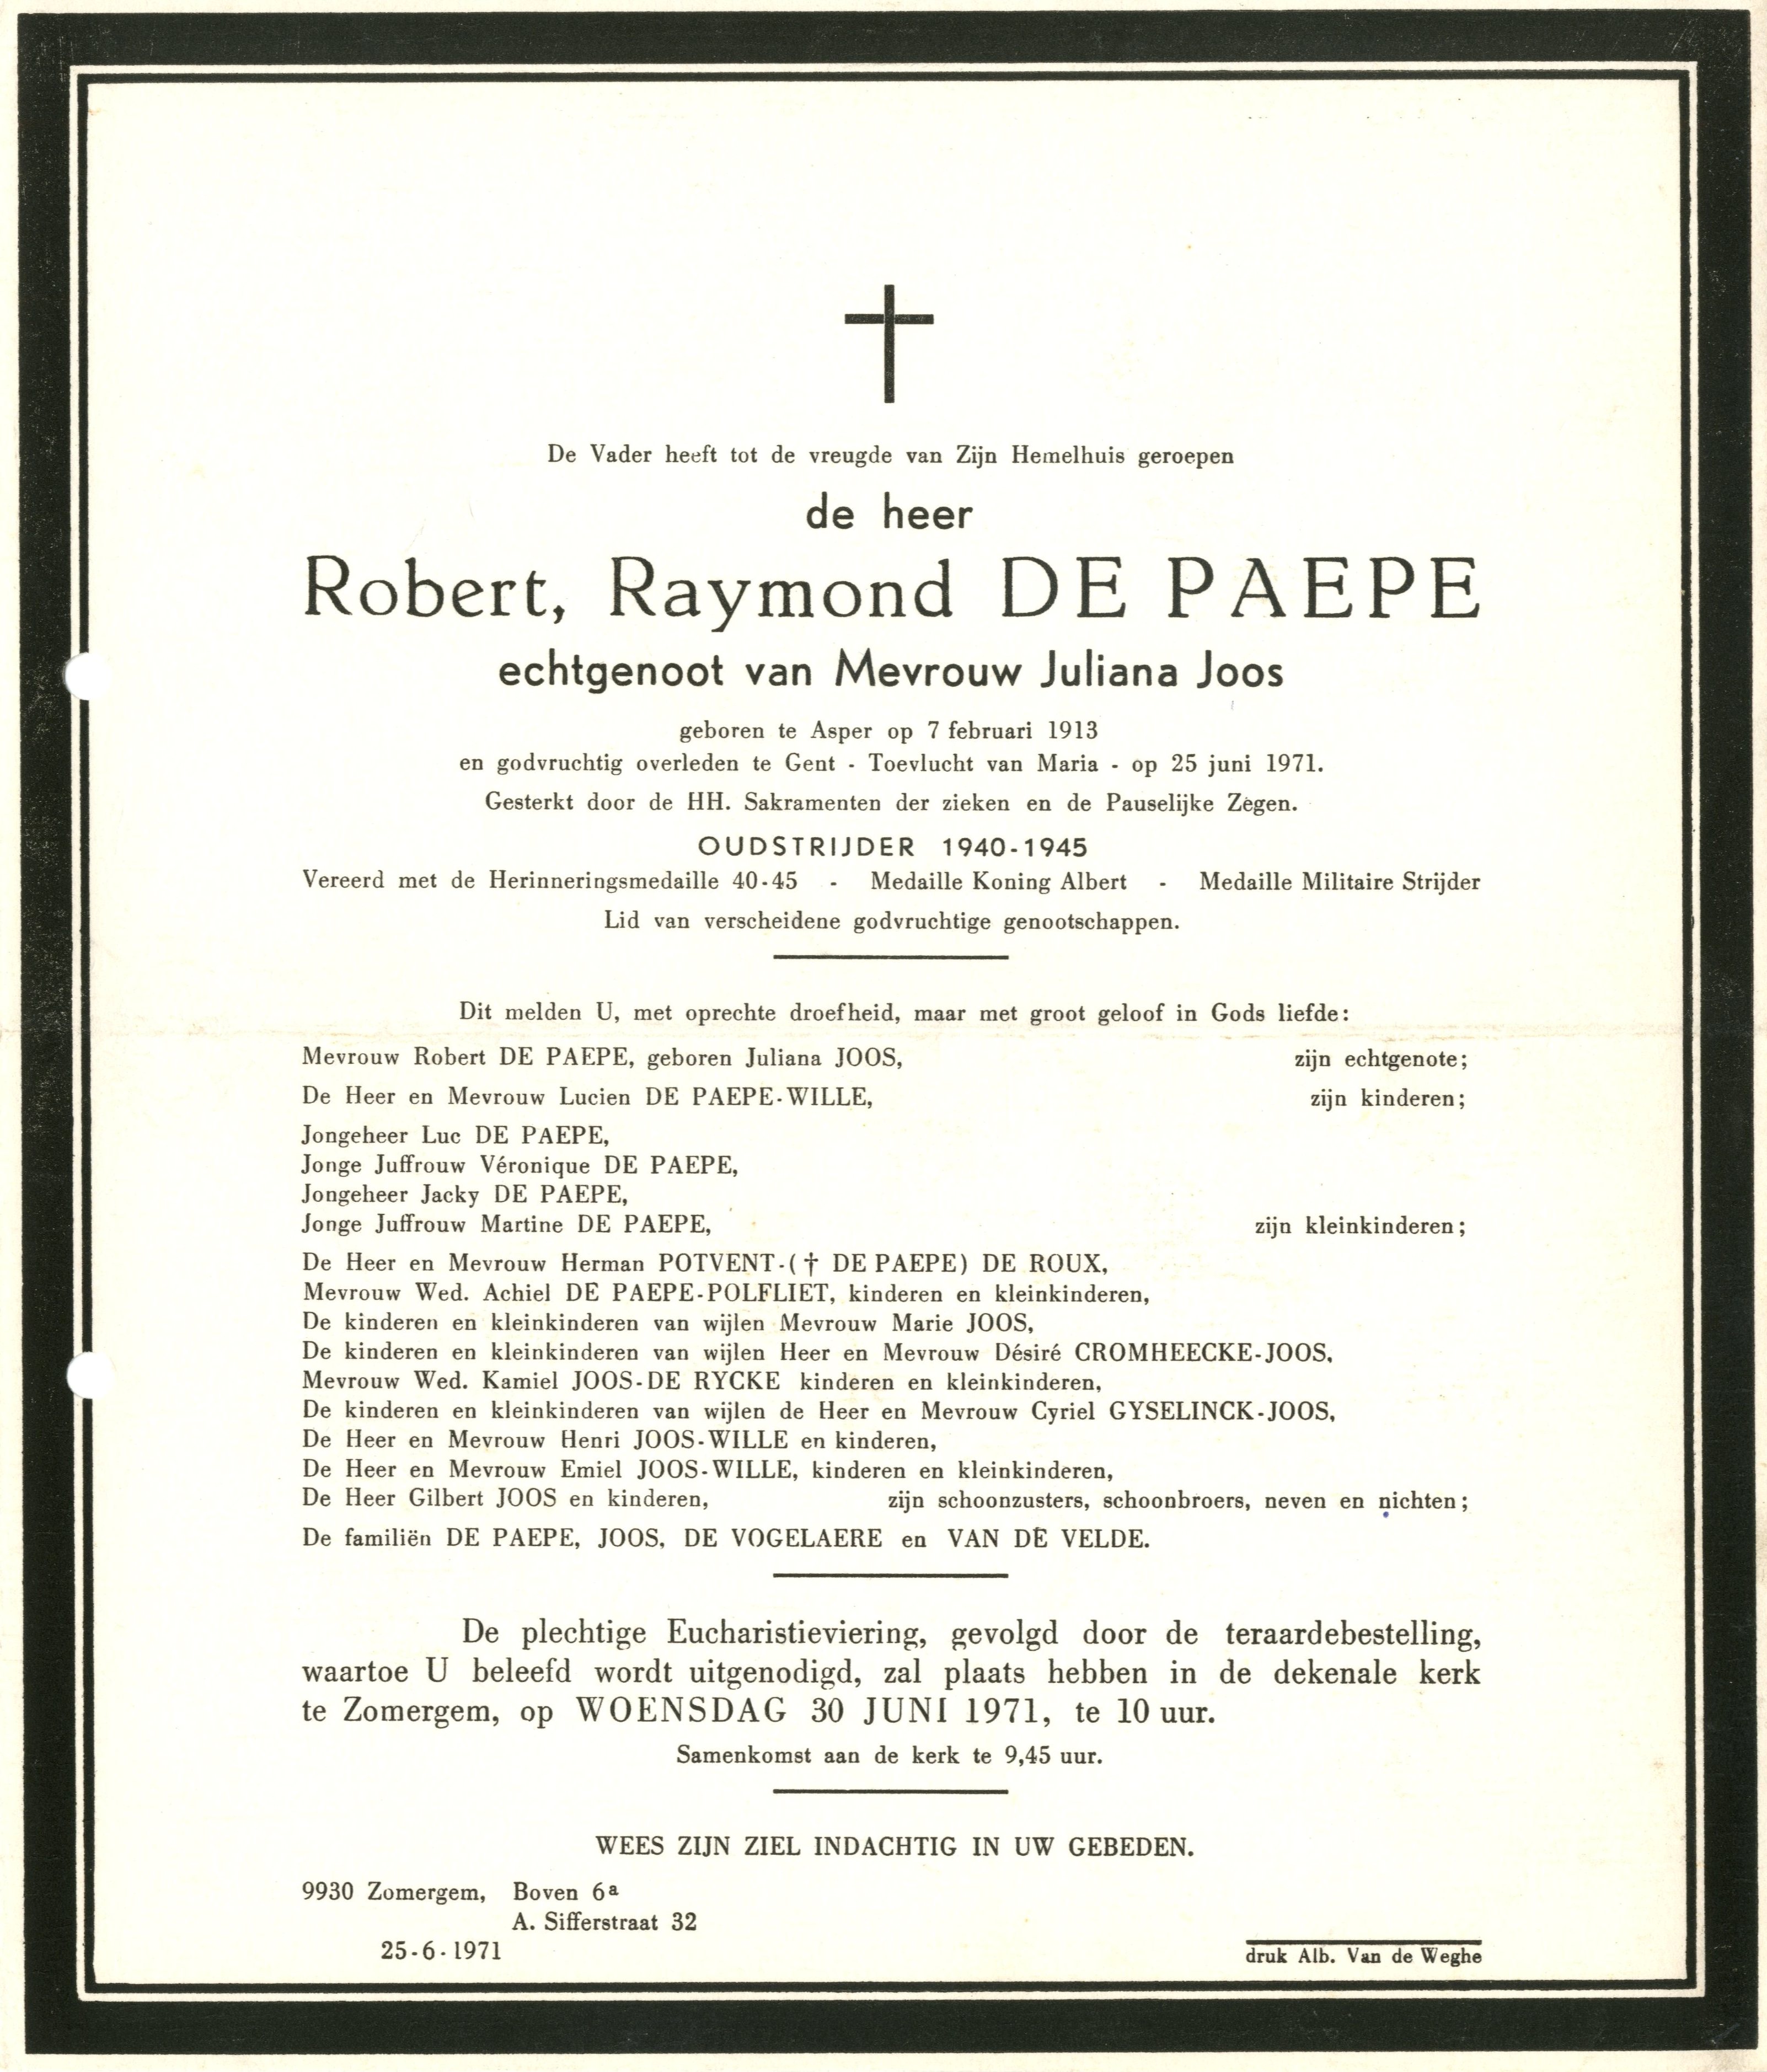 De Vader heeft tot de vreugde van Zijn Hemelhuis geroepen
de heer
Robert, Raymond DE PAEPE
echtgenoot van Mevrouw Juliana Joos
geboren te Asper op 7 februari 1913
en godvruchtig overleden te Gent - Toevlucht van Maria - op 25 juni 1971.
Gesterkt door de HH. Sakramenten der zieken en de Pauselijke Zegen.
OUDSTRIJDER 1940-1945
Vereerd met de Herinneringsmedaille 40-45 - Medaille Koning Albert - Medaille Militaire Strijder
Lid van verscheidene godvruchtige genootschappen.
Dit melden U, met oprechte droefheid, maar met groot geloof in Gods liefde:
Mevrouw Robert DE PAEPE, geboren Juliana JOOS, zijn echtgenote;
De Heer en Mevrouw Lucien DE PAEPE-WILLE, zijn kinderen;
Jongeheer Luc DE PAEPE,
Jonge Juffrouw Véronique DE PAEPE,
Jongeheer Jacky DE PAEPE,
Jonge Juffrouw Martine DE PAEPE, zijn kleinkinderen;
De Heer en Mevrouw Herman POTVENT-(† DE PAEPE) DE ROUX,
Mevrouw Wed. Achiel DE PAEPE-POLFLIET, kinderen en kleinkinderen,
De kinderen en kleinkinderen van wijlen Mevrouw Marie JOOS,
De kinderen en kleinkinderen van wijlen Heer en Mevrouw Désiré CROMHEECKE-JOOS,
Mevrouw Wed. Kamiel JOOS-DE RYCKE kinderen en kleinkinderen,
De kinderen en kleinkinderen van wijlen de Heer en Mevrouw Cyriel GYSELINCK-JOOS,
De Heer en Mevrouw Henri JOOS-WILLE en kinderen,
De Heer en Mevrouw Emiel JOOS-WILLE, kinderen en kleinkinderen,
De Heer Gilbert JOOS en kinderen, zijn schoonzusters, schoonbroers, neven en nichten;
De familiën DE PAEPE, JOOS, DE VOGELAERE en VAN DE VELDE.
De plechtige Eucharistieviering, gevolgd door de teraardebestelling,
waartoe U beleefd wordt uitgenodigd, zal plaats hebben in de dekenale kerk
te Zomergem, op WOENSDAG 30 JUNI 1971, te 10 uur.
Samenkomst aan de kerk te 9,45 uur.
WEES ZIJN ZIEL INDACHTIG IN UW GEBEDEN.
9930 Zomergem, Boven 6a
A. Sifferstraat 32
25-6-1971
druk Alb. Van de Weghe